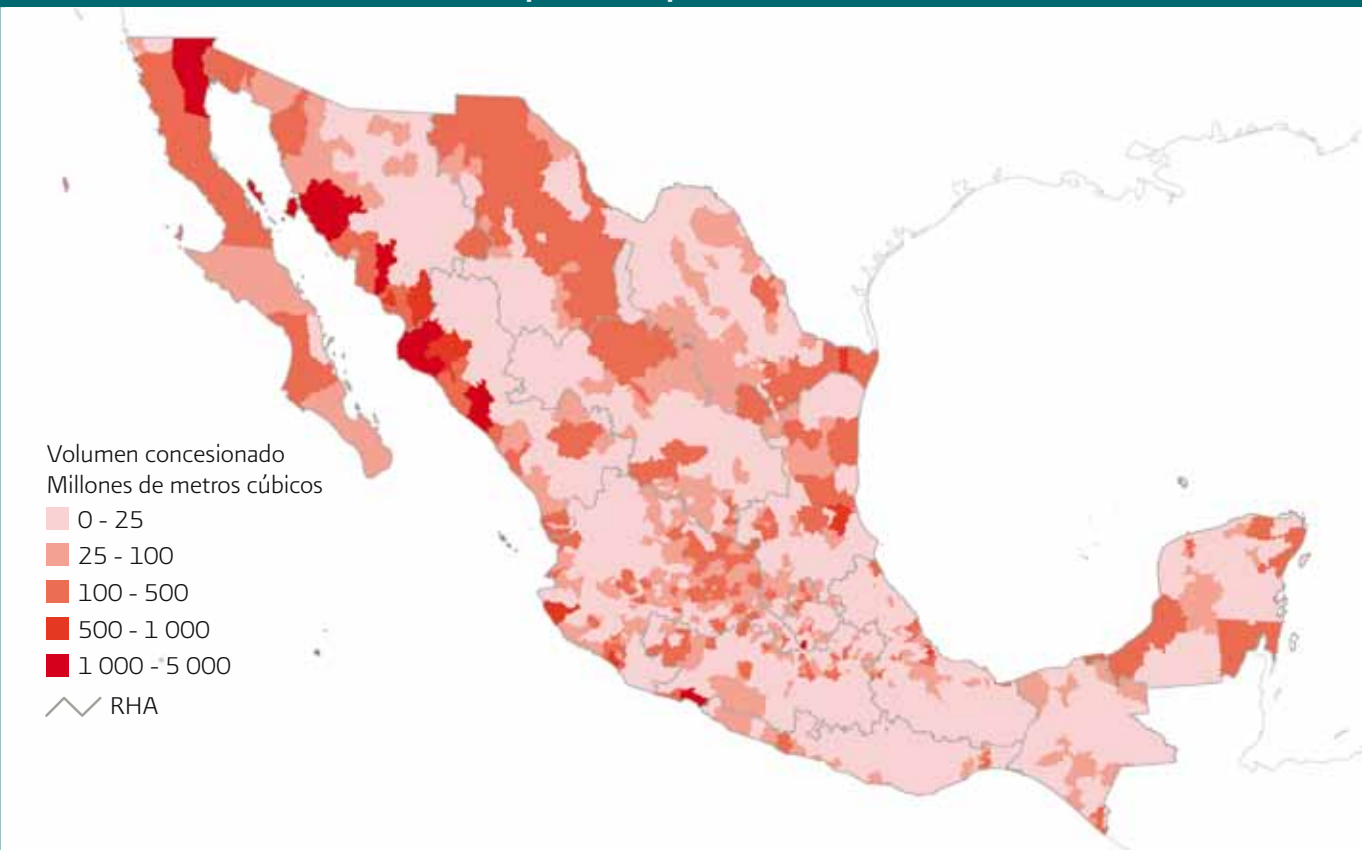 Volumen concesionado
Millones de metros cúbicos
0 - 25
25 - 100
100 - 500
500 - 1 000
1 000 - 5 000
RHA